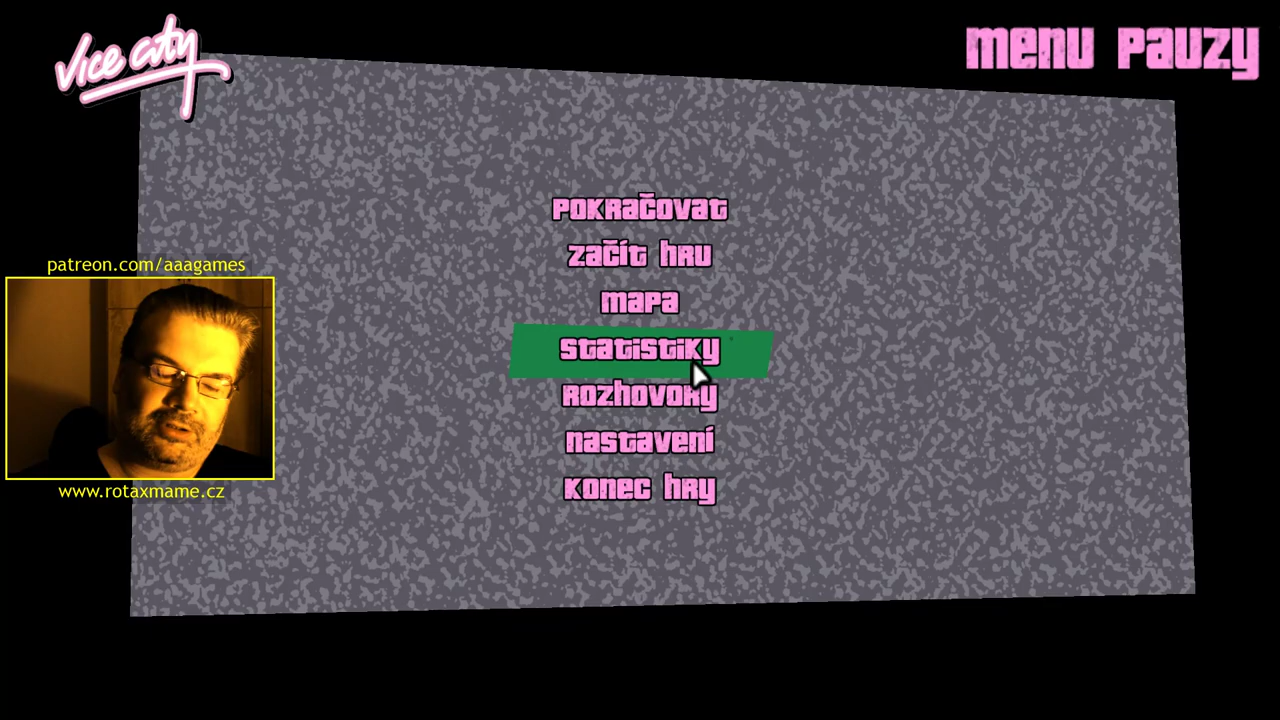 vice city
MENU PAUZY
POKRAČOVAT
ZAČÍT HRU
MAPA
STATISTIKY
ROZHOVORY
NASTAVENÍ
KONEC HRY
patreon.com/aaagames
www.rotaxmame.cz